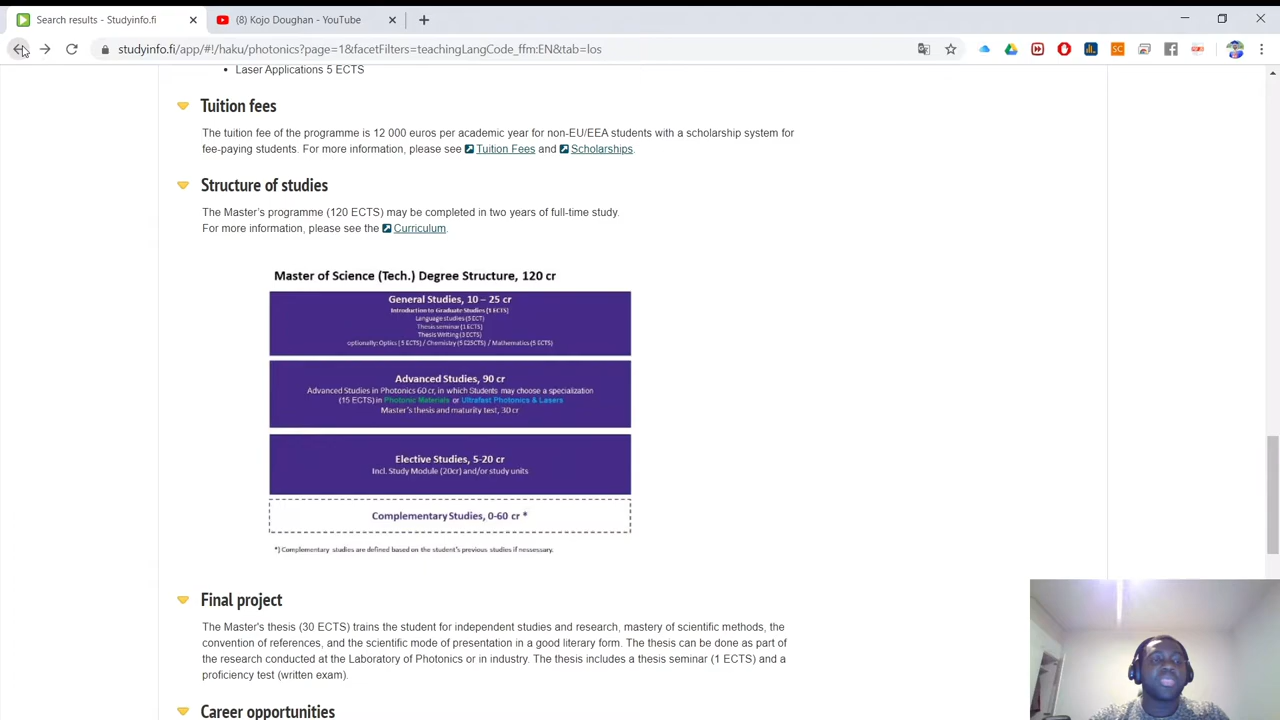 Search results - Studyinfo.fi
(8) Kojo Doughan - YouTube
studyinfo.fi/app/#!/haku/photonics?page=1&facetFilters=teachingLangCode_ffm:EN&tab=los
Laser Applications 5 ECTS
Tuition fees
The tuition fee of the programme is 12 000 euros per academic year for non-EU/EEA students with a scholarship system for
fee-paying students. For more information, please see Tuition Fees and Scholarships.
Structure of studies
The Master's programme (120 ECTS) may be completed in two years of full-time study.
For more information, please see the Curriculum.
Master of Science (Tech.) Degree Structure, 120 cr
General Studies, 10 – 25 cr
Introduction to Graduate Studies (1 ECTS)
Language studies (5 ECT)
Thesis seminar (1 ECTS)
Thesis Writing (3 ECTS)
optionally: Optics (5 ECTS) / Chemistry (5 E25CTS) / Mathematics (5 ECTS)
Advanced Studies, 90 cr
Advanced Studies in Photonics 60 cr, in which Students may choose a specialization
(15 ECTS) in Photonic Materials or Ultrafast Photonics & Lasers
Master's thesis and maturity test, 30 cr
Elective Studies, 5-20 cr
Incl. Study Module (20cr) and/or study units
Complementary Studies, 0-60 cr *
*) Complementary studies are defined based on the student's previous studies if nessessary.
Final project
The Master's thesis (30 ECTS) trains the student for independent studies and research, mastery of scientific methods, the
convention of references, and the scientific mode of presentation in a good literary form. The thesis can be done as part of
the research conducted at the Laboratory of Photonics or in industry. The thesis includes a thesis seminar (1 ECTS) and a
proficiency test (written exam).
Career opportunities